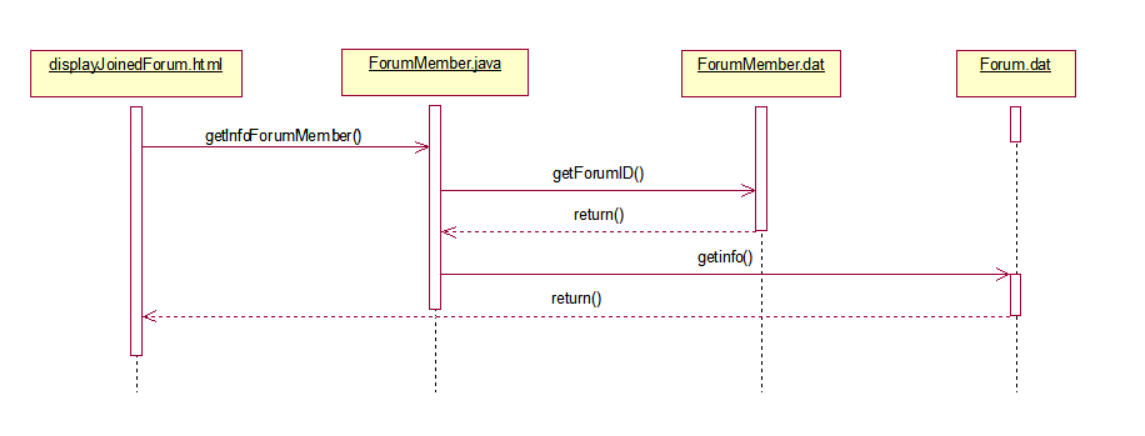 displayJoinedForum.html
ForumMember.java
ForumMember.dat
Forum.dat
getInfoForumMember()
getForumID()
return()
getinfo()
return()